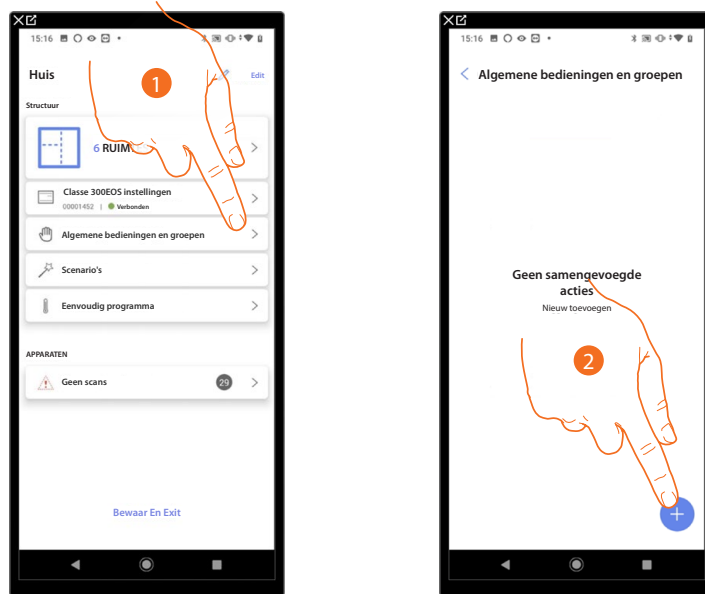 15:16
Huis
Edit
Structuur
1
6
Classe 300EOS instellingen
00001452 | Verbonden
Algemene bedieningen en groepen
Scenario's
Eenvoudig programma
APPARATEN
Geen scans
29
Bewaar En Exit
15:16
Algemene bedieningen en groepen
Geen samengevoegde
acties
Nieuw toevoegen
2